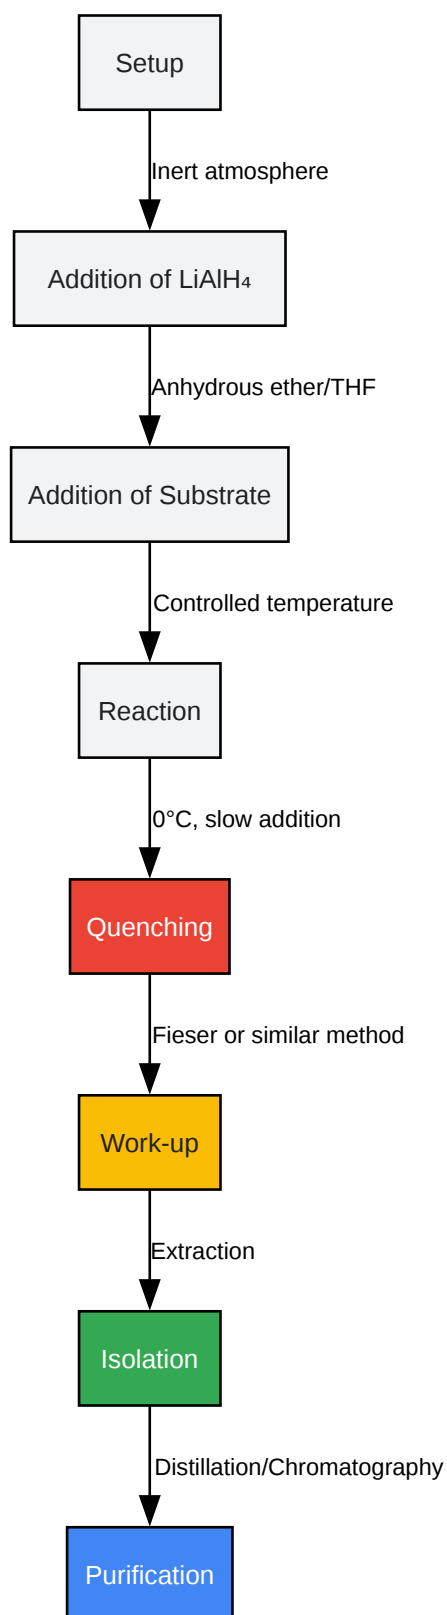 Setup
Inert atmosphere
Addition of LiAlH₄
Anhydrous ether/THF
Addition of Substrate
Controlled temperature
Reaction
0°C, slow addition
Quenching
Fieser or similar method
Work-up
Extraction
Isolation
Distillation/Chromatography
Purification